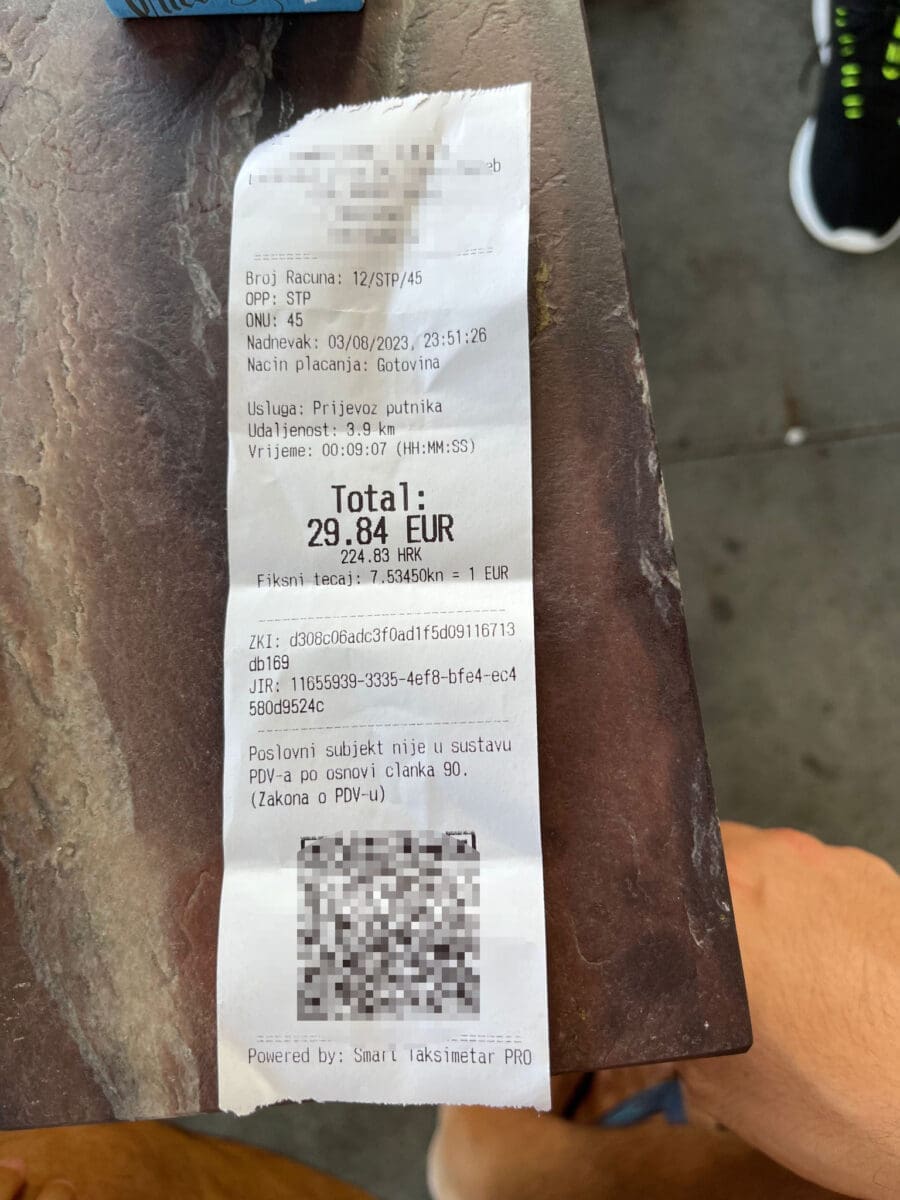 eb
Broj Racuna: 12/STP/45
OPP: STP
ONU: 45
Nadnevak: 03/08/2023, 23:51:26
Nacin placanja: Gotovina
Usluga: Prijevoz putnika
Udaljenost: 3.9 km
Vrijeme: 00:09:07 (HH:MM:SS)
Total:
29.84 EUR
224.83 HRK
Fiksni tecaj: 7.53450kn = 1 EUR
ZKI: d308c06adc3f0ad1f5d09116713
db169
JIR: 11655939-3335-4ef8-bfe4-ec4
580d9524c
Poslovni subjekt nije u sustavu
PDV-a po osnovi clanka 90.
(Zakona o PDV-u)
Powered by: Smart Taksimetar PRO